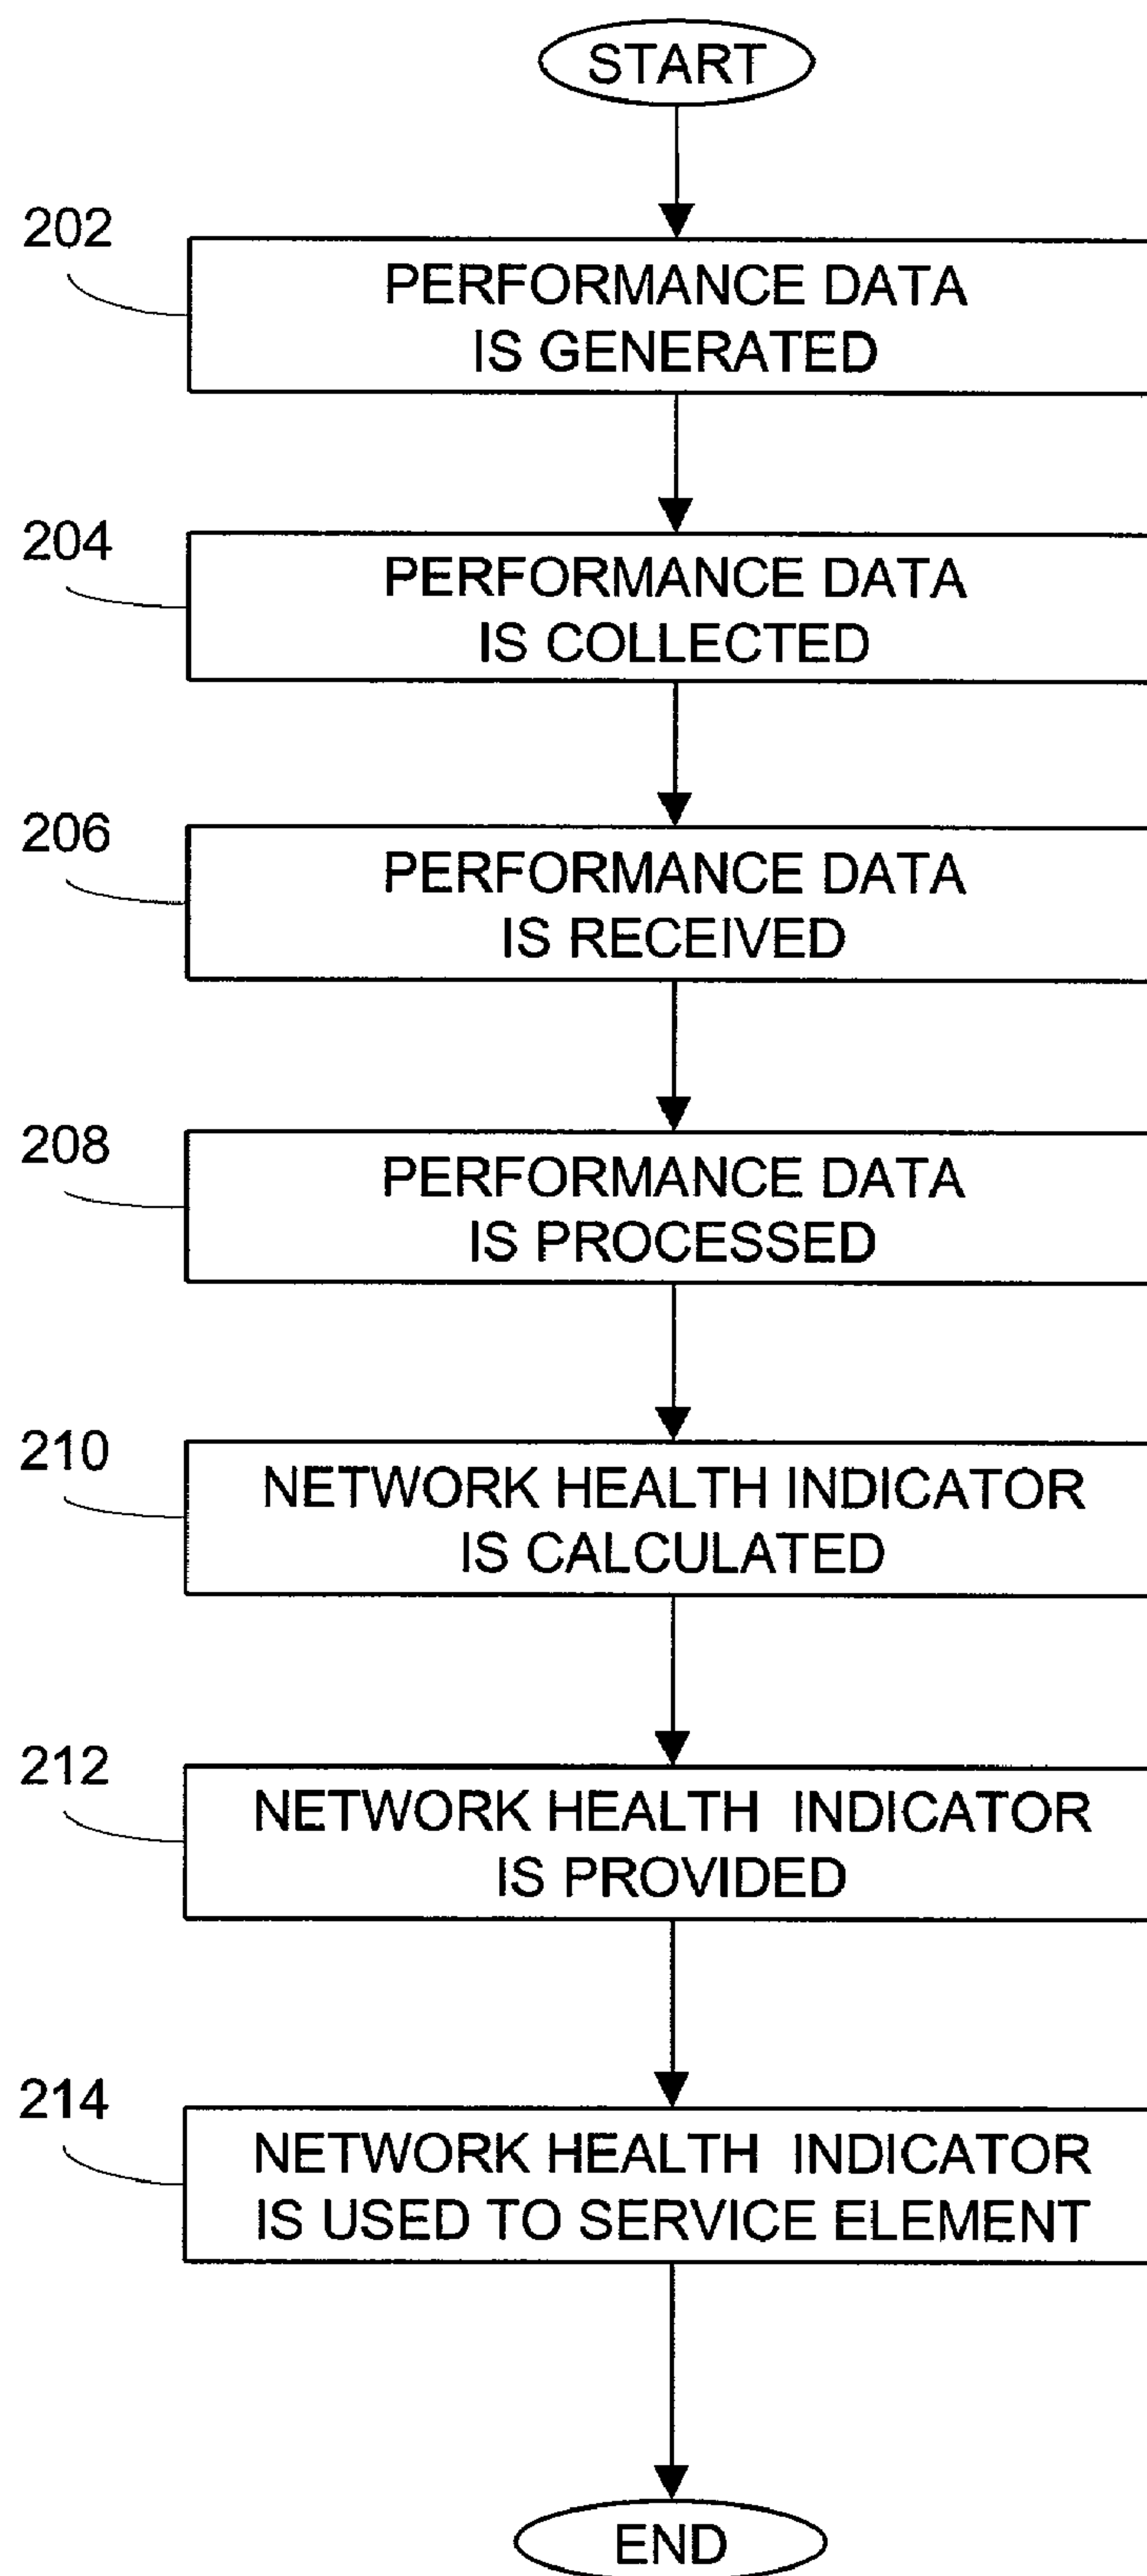 START
202
PERFORMANCE DATA
IS GENERATED
204
PERFORMANCE DATA
IS COLLECTED
206
PERFORMANCE DATA
IS RECEIVED
208
PERFORMANCE DATA
IS PROCESSED
210
NETWORK HEALTH INDICATOR
IS CALCULATED
212
NETWORK HEALTH INDICATOR
IS PROVIDED
214
NETWORK HEALTH INDICATOR
IS USED TO SERVICE ELEMENT
END